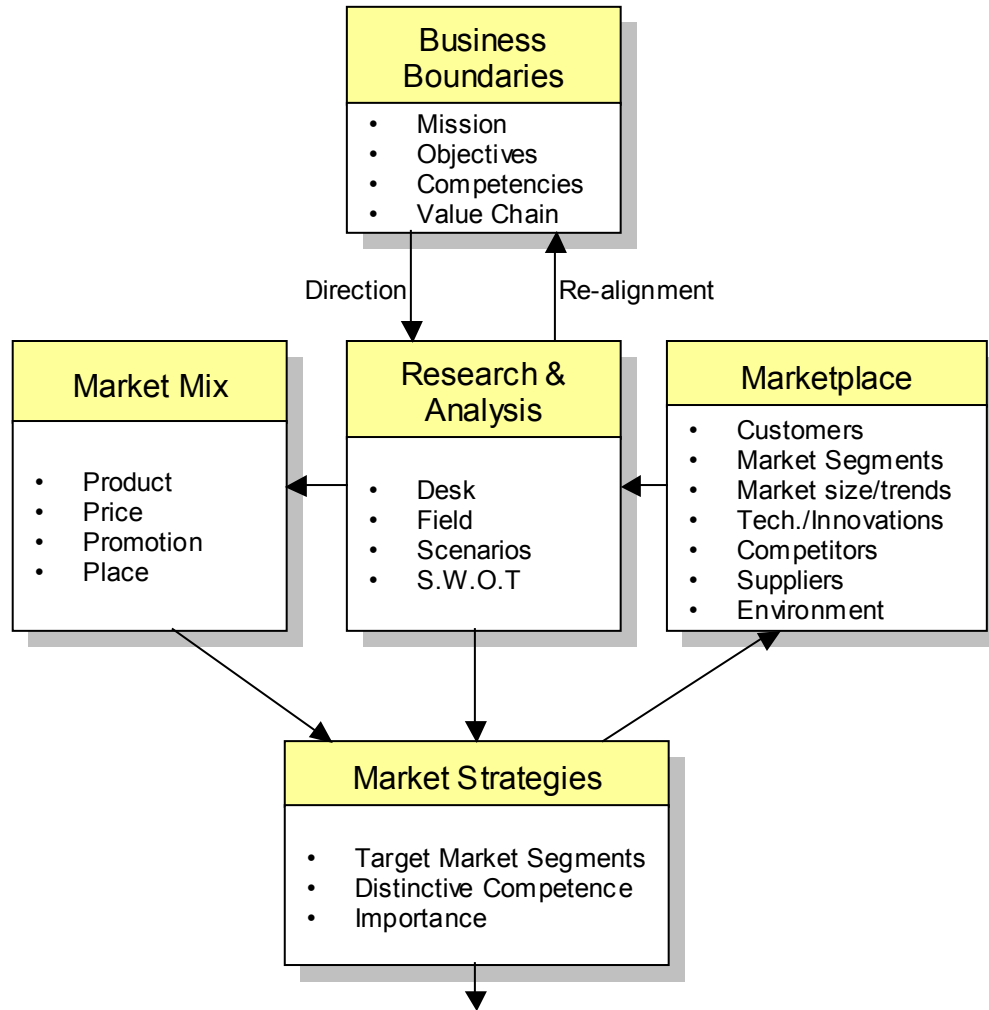 Business
Boundaries
• Mission
• Objectives
• Competencies
• Value Chain
Direction
Re-alignment
Market Mix
• Product
• Price
• Promotion
• Place
Research &
Analysis
• Desk
• Field
• Scenarios
• S.W.O.T
Marketplace
• Customers
• Market Segments
• Market size/trends
• Tech./Innovations
• Competitors
• Suppliers
• Environment
Market Strategies
• Target Market Segments
• Distinctive Competence
• Importance